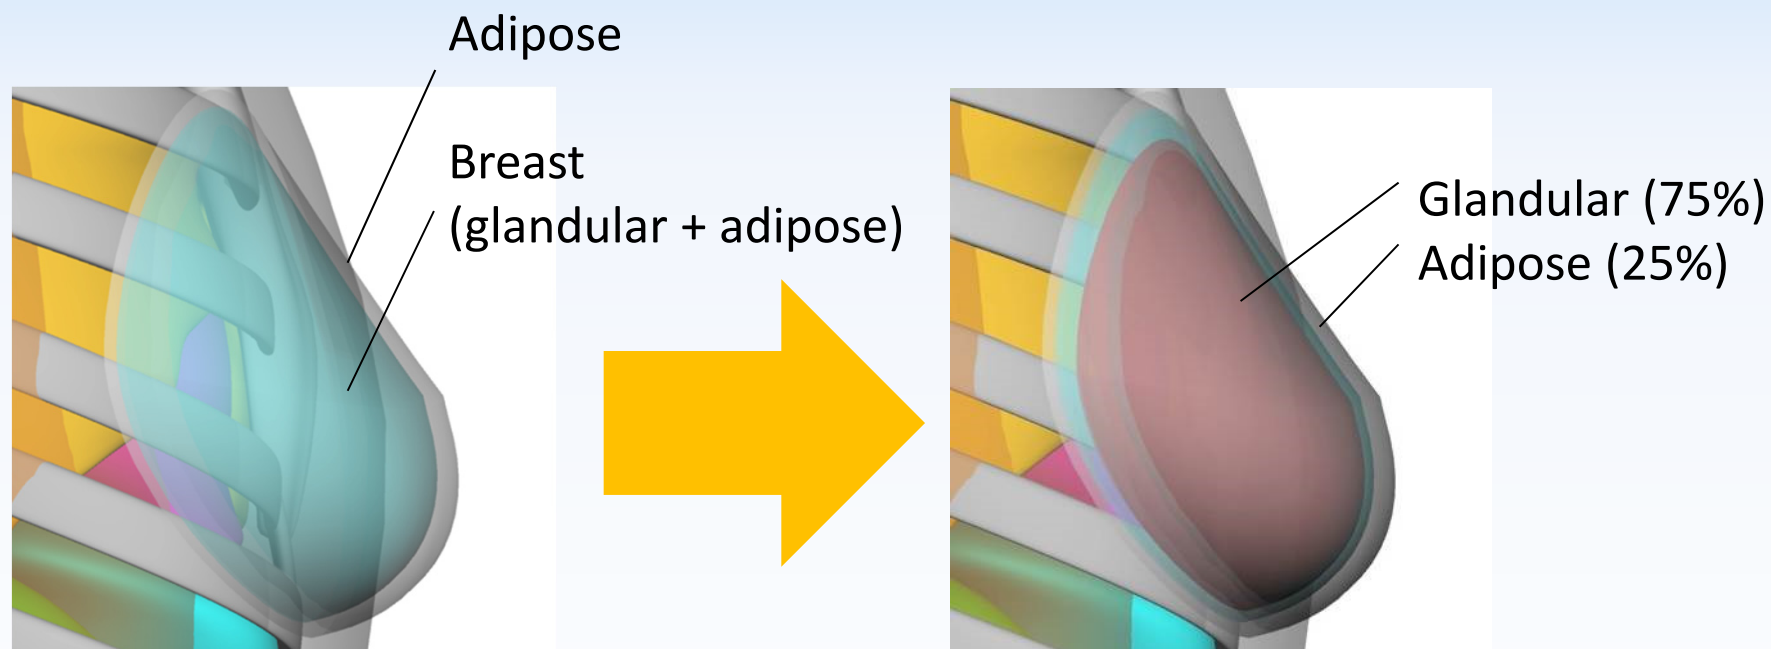 Adipose
Breast
(glandular + adipose)
Glandular (75%)
Adipose (25%)